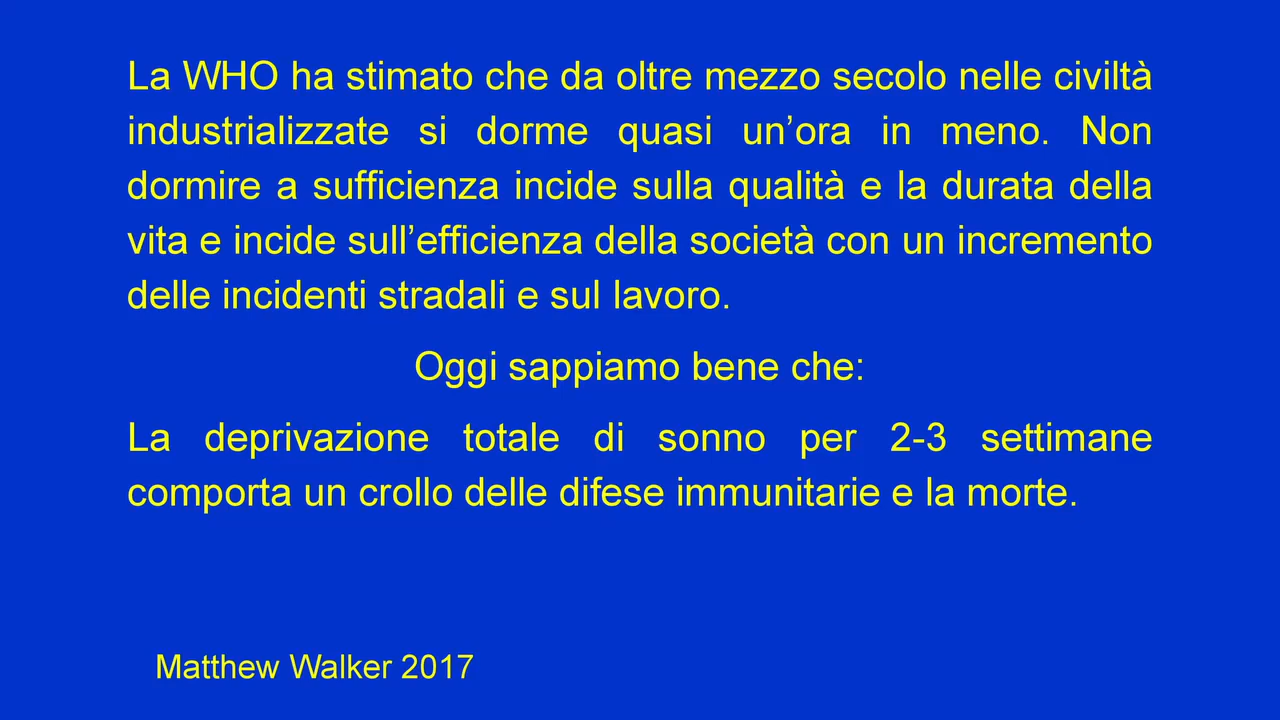 La WHO ha stimato che da oltre mezzo secolo nelle civiltà
industrializzate si dorme quasi un’ora in meno. Non
dormire a sufficienza incide sulla qualità e la durata della
vita e incide sull’efficienza della società con un incremento
delle incidenti stradali e sul lavoro.
Oggi sappiamo bene che:
La deprivazione totale di sonno per 2-3 settimane
comporta un crollo delle difese immunitarie e la morte.
Matthew Walker 2017